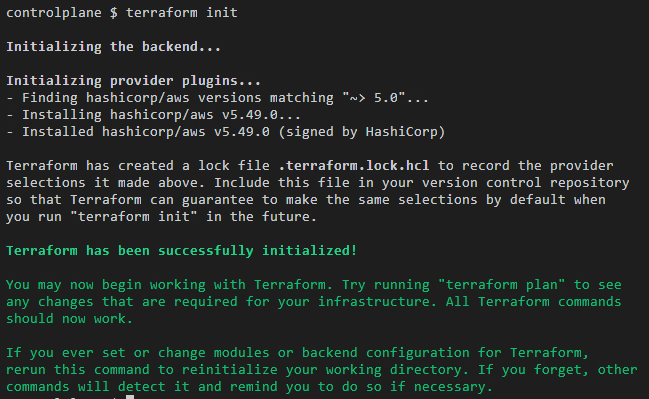 controlplane $ terraform init
Initializing the backend...
Initializing provider plugins...
- Finding hashicorp/aws versions matching "~> 5.0"...
- Installing hashicorp/aws v5.49.0...
- Installed hashicorp/aws v5.49.0 (signed by HashiCorp)
Terraform has created a lock file .terraform.lock.hcl to record the provider
selections it made above. Include this file in your version control repository
so that Terraform can guarantee to make the same selections by default when
you run "terraform init" in the future.
Terraform has been successfully initialized!
You may now begin working with Terraform. Try running "terraform plan" to see
any changes that are required for your infrastructure. All Terraform commands
should now work.
If you ever set or change modules or backend configuration for Terraform,
rerun this command to reinitialize your working directory. If you forget, other
commands will detect it and remind you to do so if necessary.